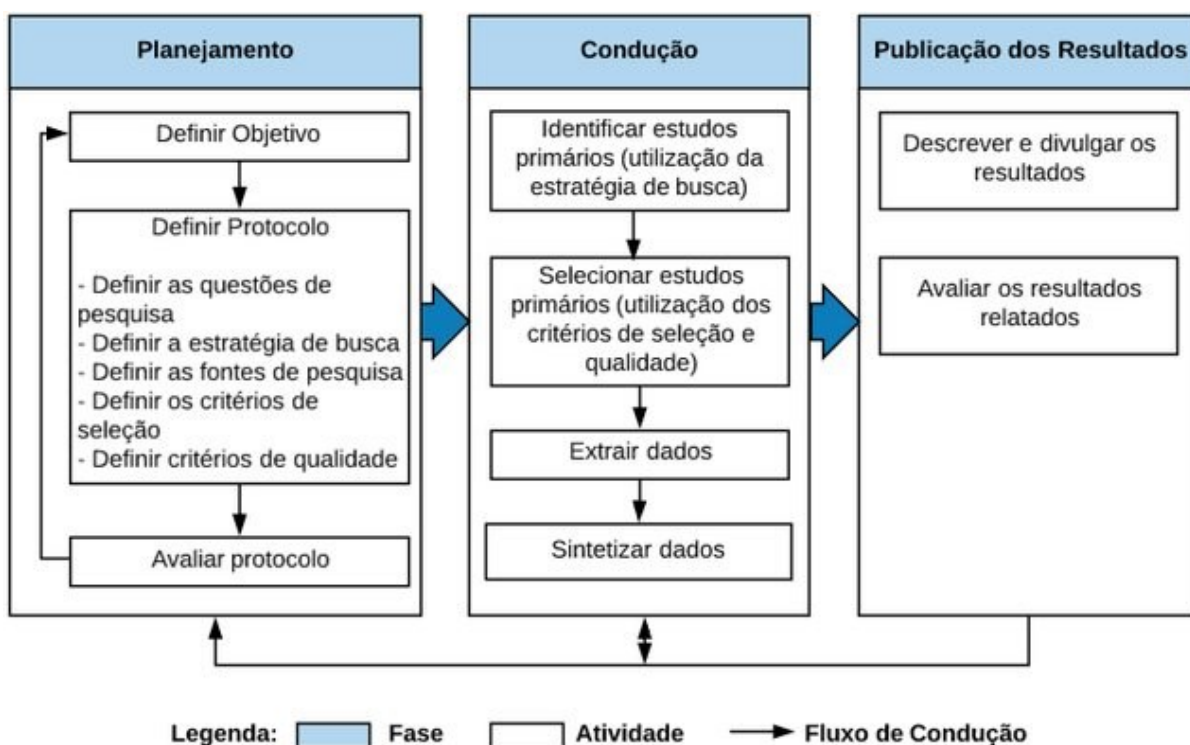 Planejamento
Definir Objetivo
Definir Protocolo
- Definir as questões de
pesquisa
- Definir a estratégia de busca
- Definir as fontes de pesquisa
- Definir os critérios de
seleção
- Definir critérios de qualidade
Avaliar protocolo
Condução
Identificar estudos
primários (utilização da
estratégia de busca)
Selecionar estudos
primários (utilização dos
critérios de seleção e
qualidade)
Extrair dados
Sintetizar dados
Publicação dos Resultados
Descrever e divulgar os
resultados
Avaliar os resultados
relatados
Legenda: Fase Atividade Fluxo de Condução